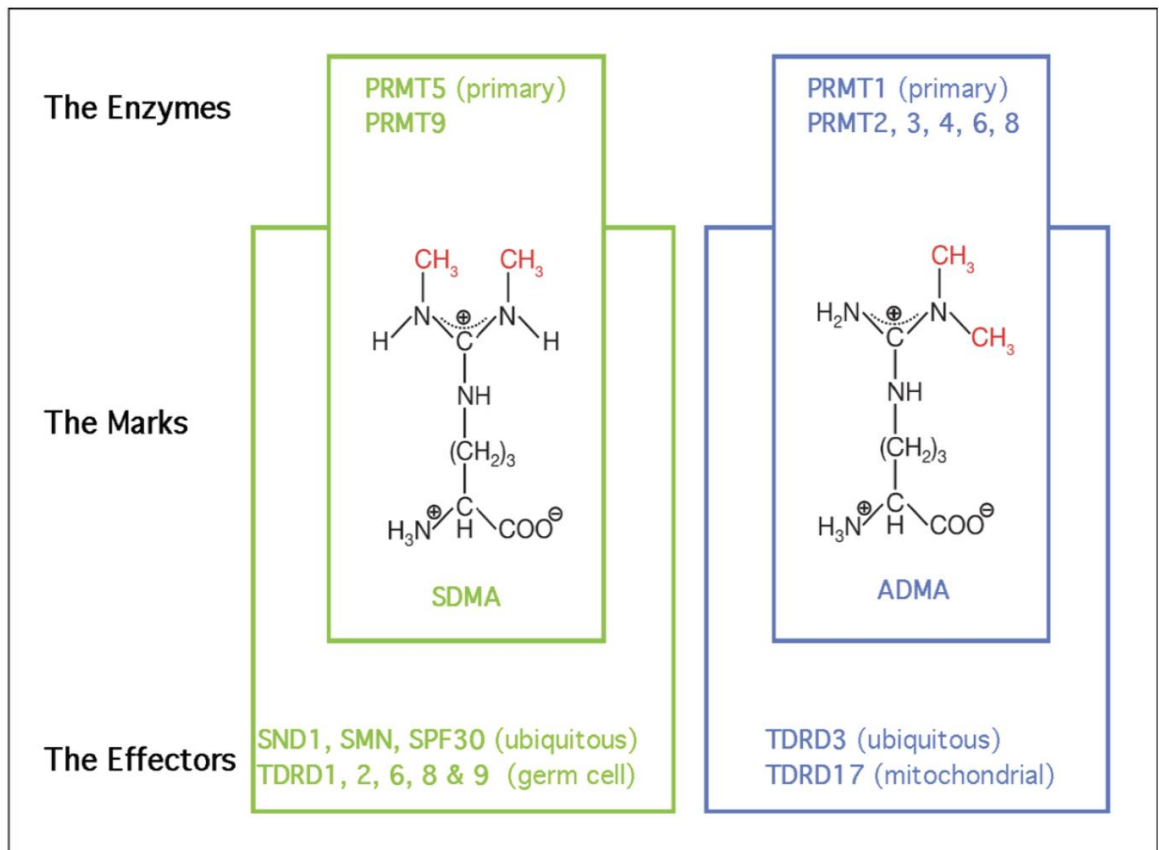 The Enzymes
PRMT5 (primary)
PRMT9
PRMT1 (primary)
PRMT2, 3, 4, 6, 8
The Marks
CH3 CH3
N N
⊕
H C H
NH
(CH2)3
⊕ C ⊖
H3N H COO
SDMA
CH3
H2N ⊕ N
C CH3
NH
(CH2)3
⊕ C ⊖
H3N H COO
ADMA
The Effectors
SND1, SMN, SPF30 (ubiquitous)
TDRD1, 2, 6, 8 & 9 (germ cell)
TDRD3 (ubiquitous)
TDRD17 (mitochondrial)